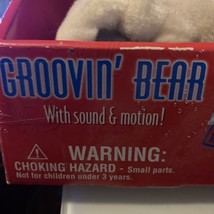 GROOVIN' BEAR
With sound & motion!
WARNING:
CHOKING HAZARD - Small parts.
Not for children under 3 years.